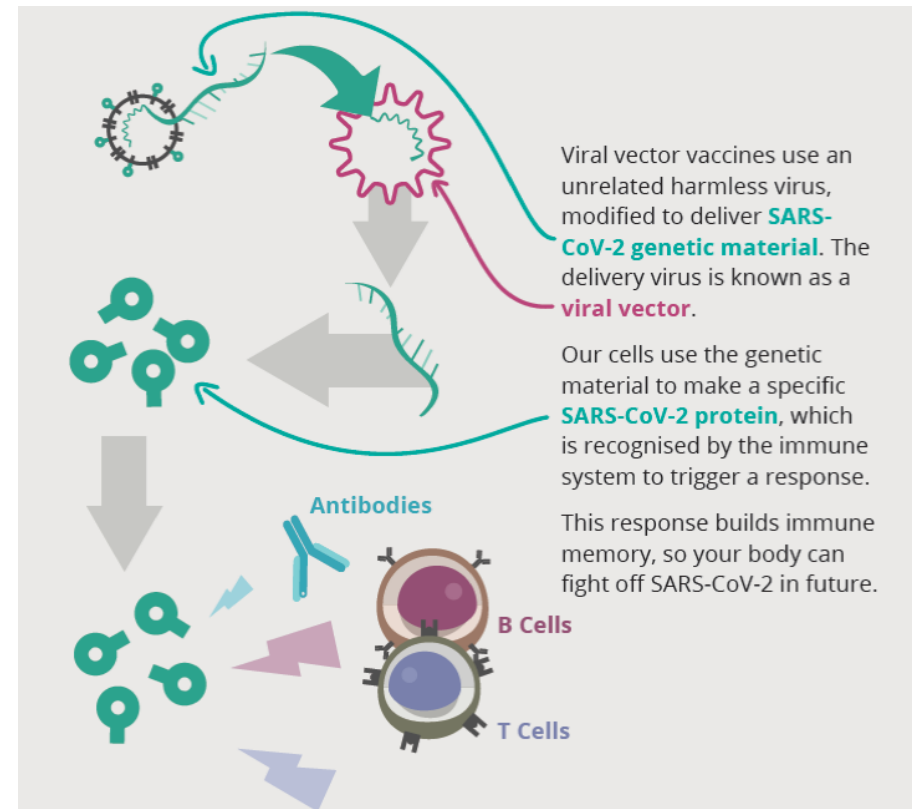 Viral vector vaccines use an
unrelated harmless virus,
modified to deliver SARS-
CoV-2 genetic material. The
delivery virus is known as a
viral vector.
Our cells use the genetic
material to make a specific
SARS-CoV-2 protein, which
is recognised by the immune
system to trigger a response.
This response builds immune
memory, so your body can
fight off SARS-CoV-2 in future.
Antibodies
B Cells
T Cells